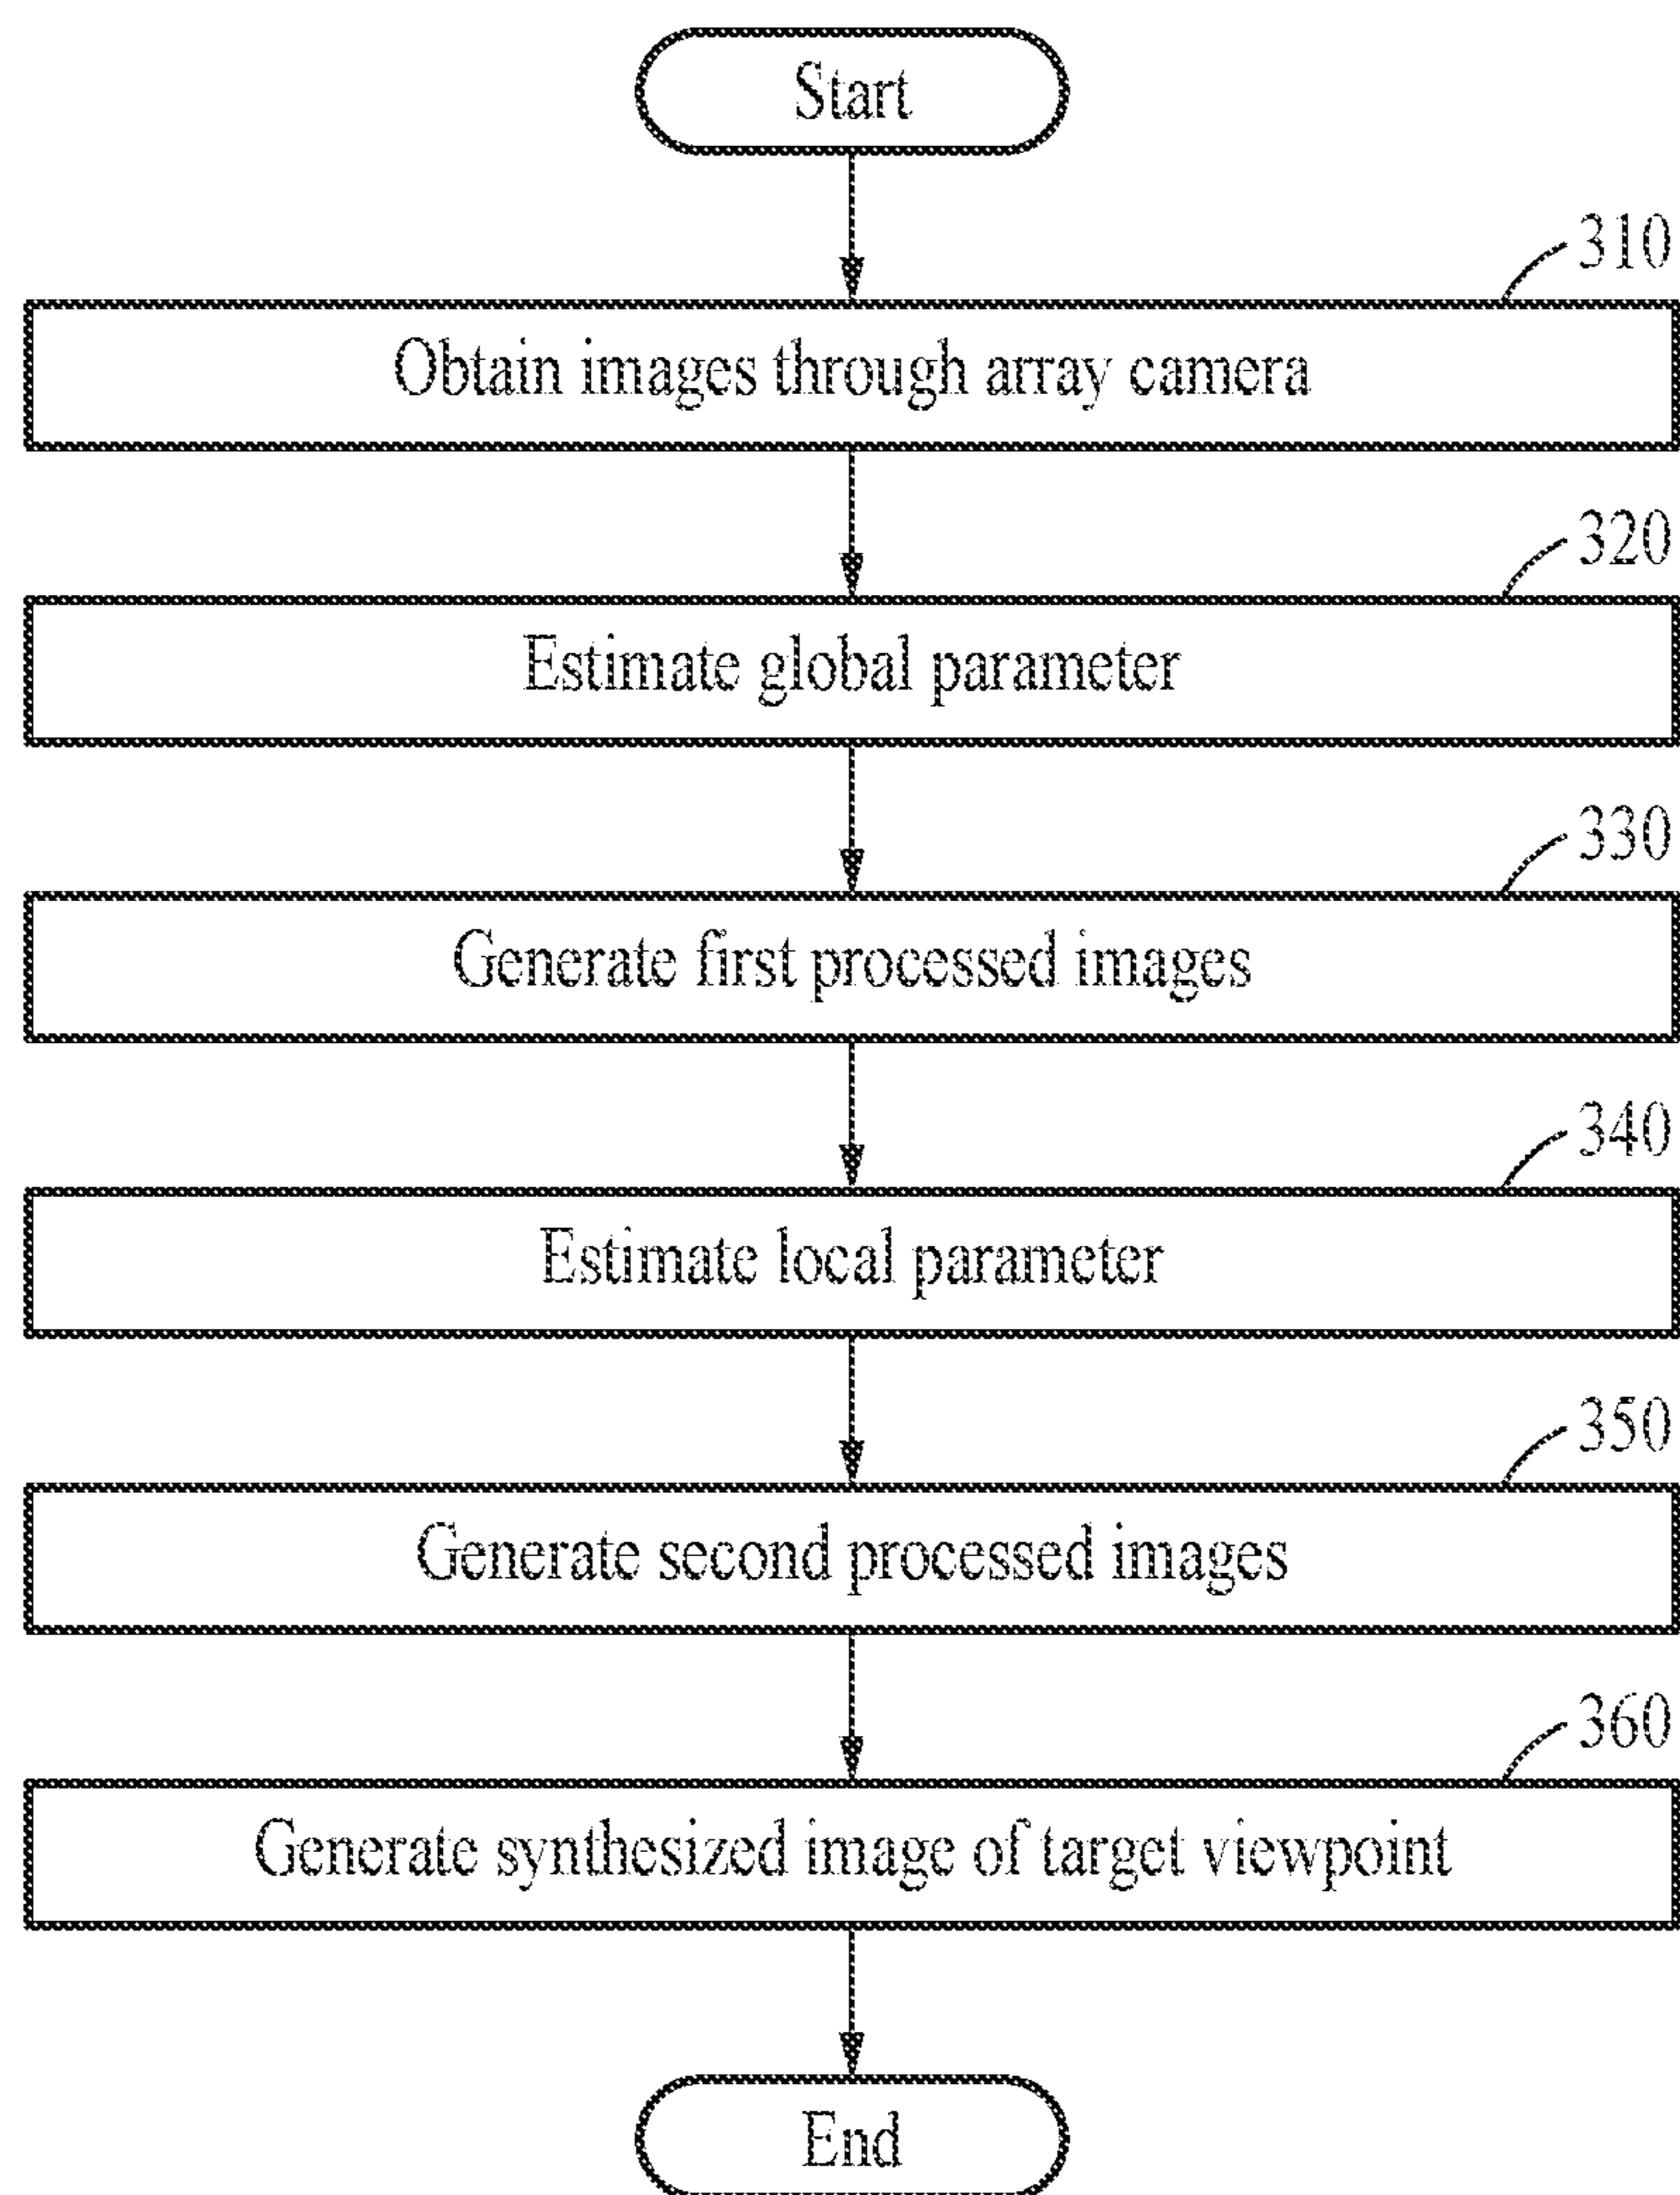 Start
310
Obtain images through array camera
320
Estimate global parameter
330
Generate first processed images
340
Estimate local parameter
350
Generate second processed images
360
Generate synthesized image of target viewpoint
End